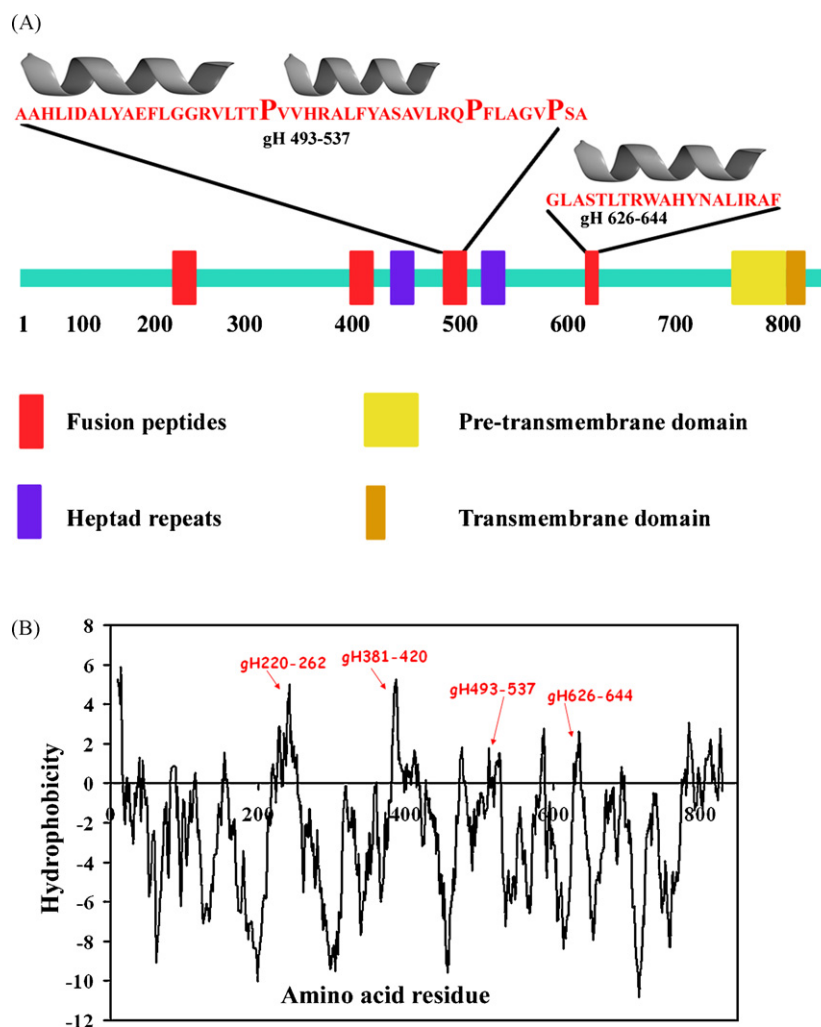 (A)
AAHLIDALYAEFLGGRVLTTPVVHRALFYASAVLRQPFLAGVPSA
gH 493-537
GLASTLTRWAHYNALIRAF
gH 626-644
1 100 200 300 400 500 600 700 800
Fusion peptides
Pre-transmembrane domain
Heptad repeats
Transmembrane domain
(B)
8
6
4
2
0
-2
-4
-6
-8
-10
-12
Hydrophobicity
gH220-262
gH381-420
gH493-537
gH626-644
0 200 400 600 800
Amino acid residue